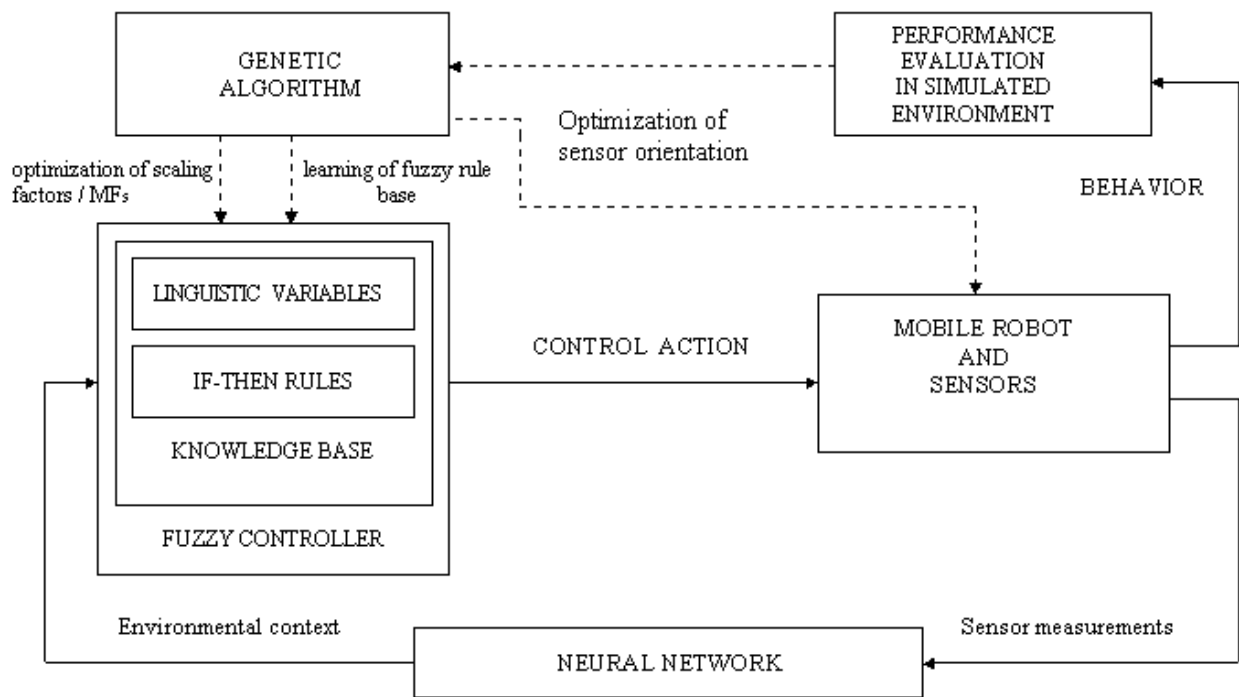 GENETIC
ALGORITHM
PERFORMANCE
EVALUATION
IN SIMULATED
ENVIRONMENT
Optimization of
sensor orientation
optimization of scaling
factors / MFs
learning of fuzzy rule
base
BEHAVIOR
LINGUISTIC VARIABLES
IF-THEN RULES
KNOWLEDGE BASE
FUZZY CONTROLLER
CONTROL ACTION
MOBILE ROBOT
AND
SENSORS
Environmental context
NEURAL NETWORK
Sensor measurements